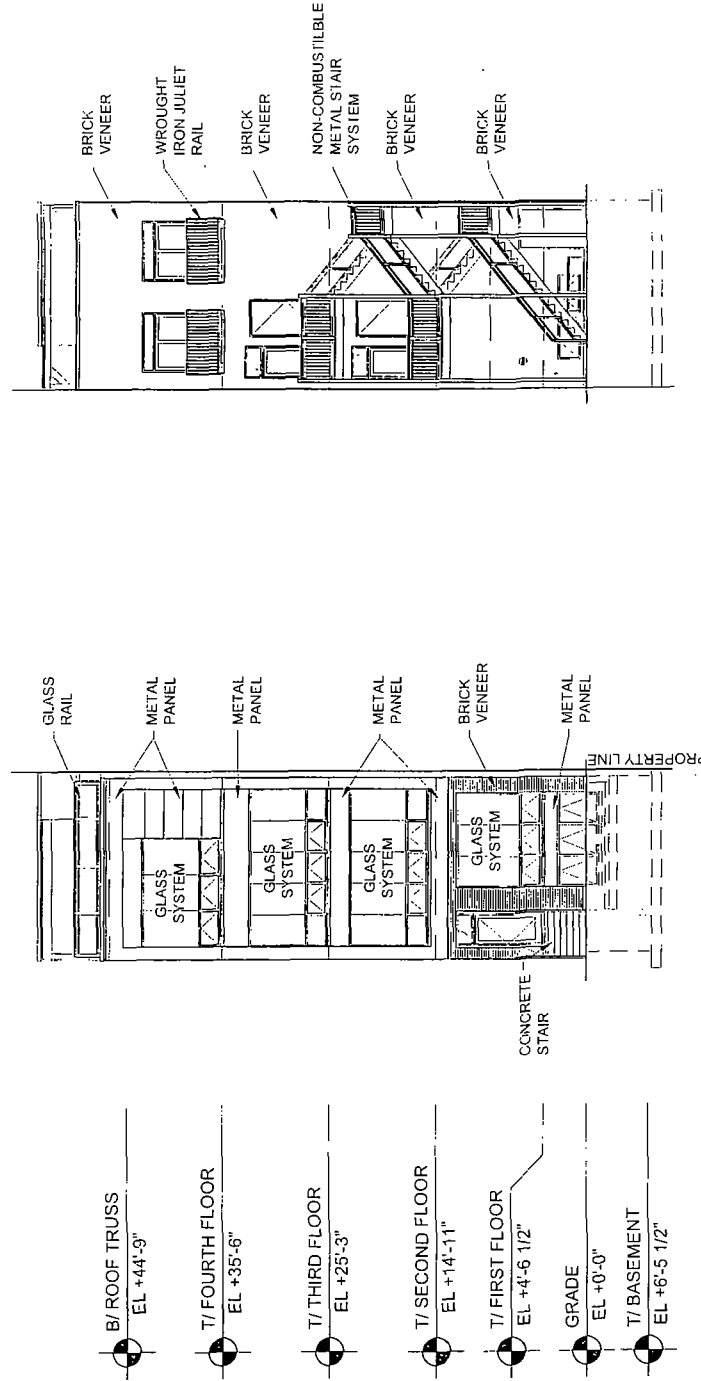 BRICK
VENEER
WROUGHT
IRON JULIET
RAIL
BRICK
VENEER
NON-COMBUSTILBE
METAL STAIR
SYSTEM
BRICK
VENEER
BRICK
VENEER
GLASS
RAIL
METAL
PANEL
METAL
PANEL
METAL
PANEL
BRICK
VENEER
METAL
PANEL
PROPERTY LINE
GLASS
SYSTEM
GLASS
SYSTEM
GLASS
SYSTEM
GLASS
SYSTEM
CONCRETE
STAIR
B/ ROOF TRUSS
EL +44'-9"
T/ FOURTH FLOOR
EL +35'-6"
T/ THIRD FLOOR
EL +25'-3"
T/ SECOND FLOOR
EL +14'-11"
T/ FIRST FLOOR
EL +4'-6 1/2"
GRADE
EL +0'-0"
T/ BASEMENT
EL +6'-5 1/2"